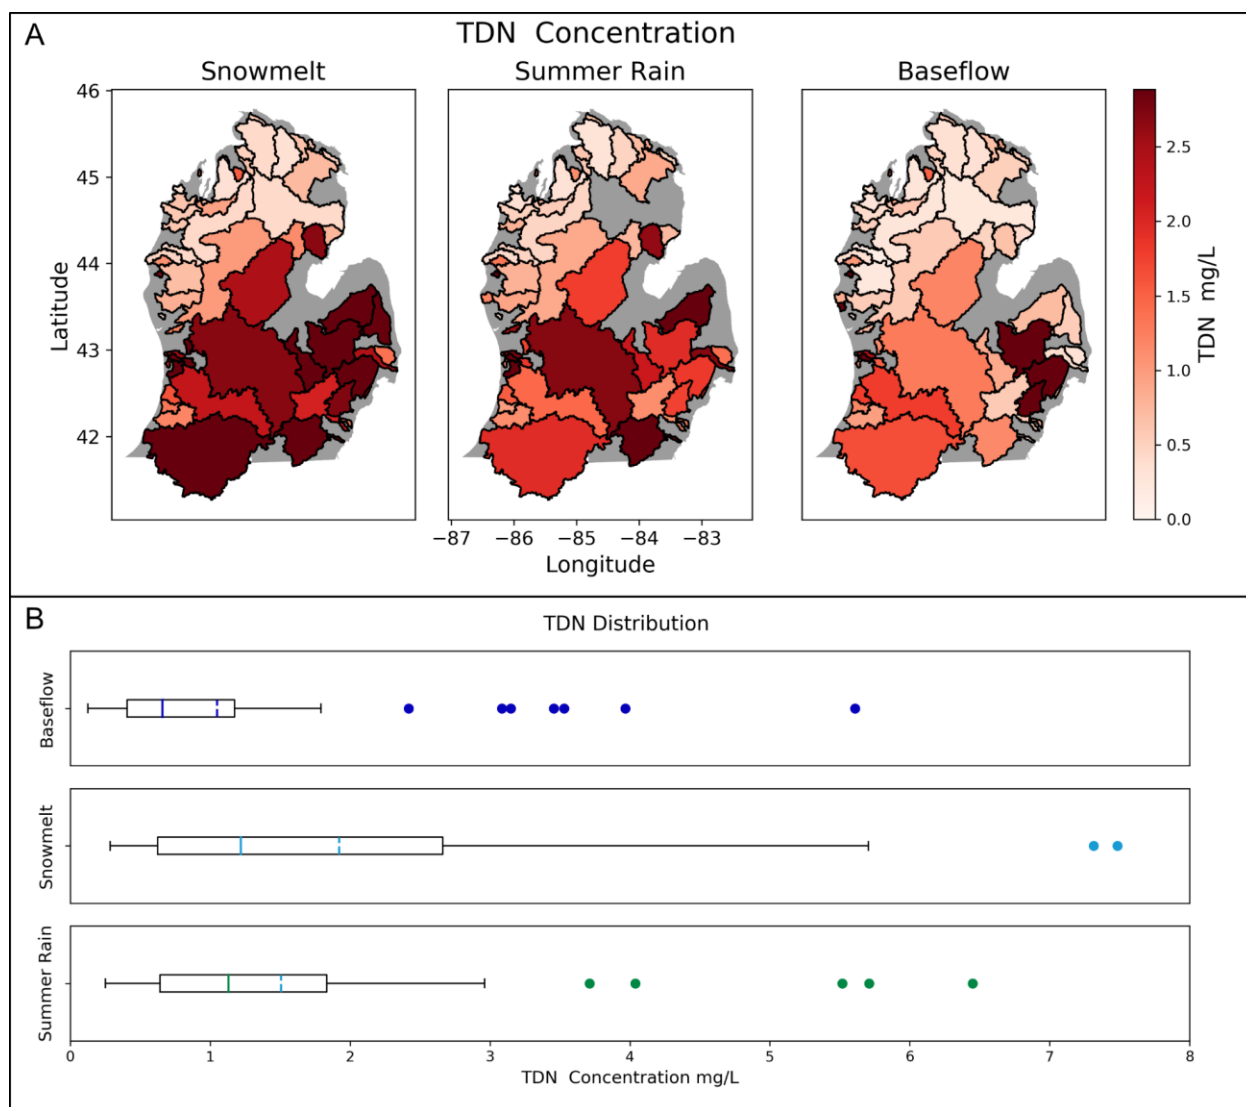 A
TDN Concentration
Snowmelt
Summer Rain
Baseflow
46
45
44
43
42
Latitude
−87 −86 −85 −84 −83
Longitude
2.5
2.0
1.5
1.0
0.5
0.0
TDN mg/L
B
TDN Distribution
Baseflow
Snowmelt
Summer Rain
0 1 2 3 4 5 6 7 8
TDN Concentration mg/L